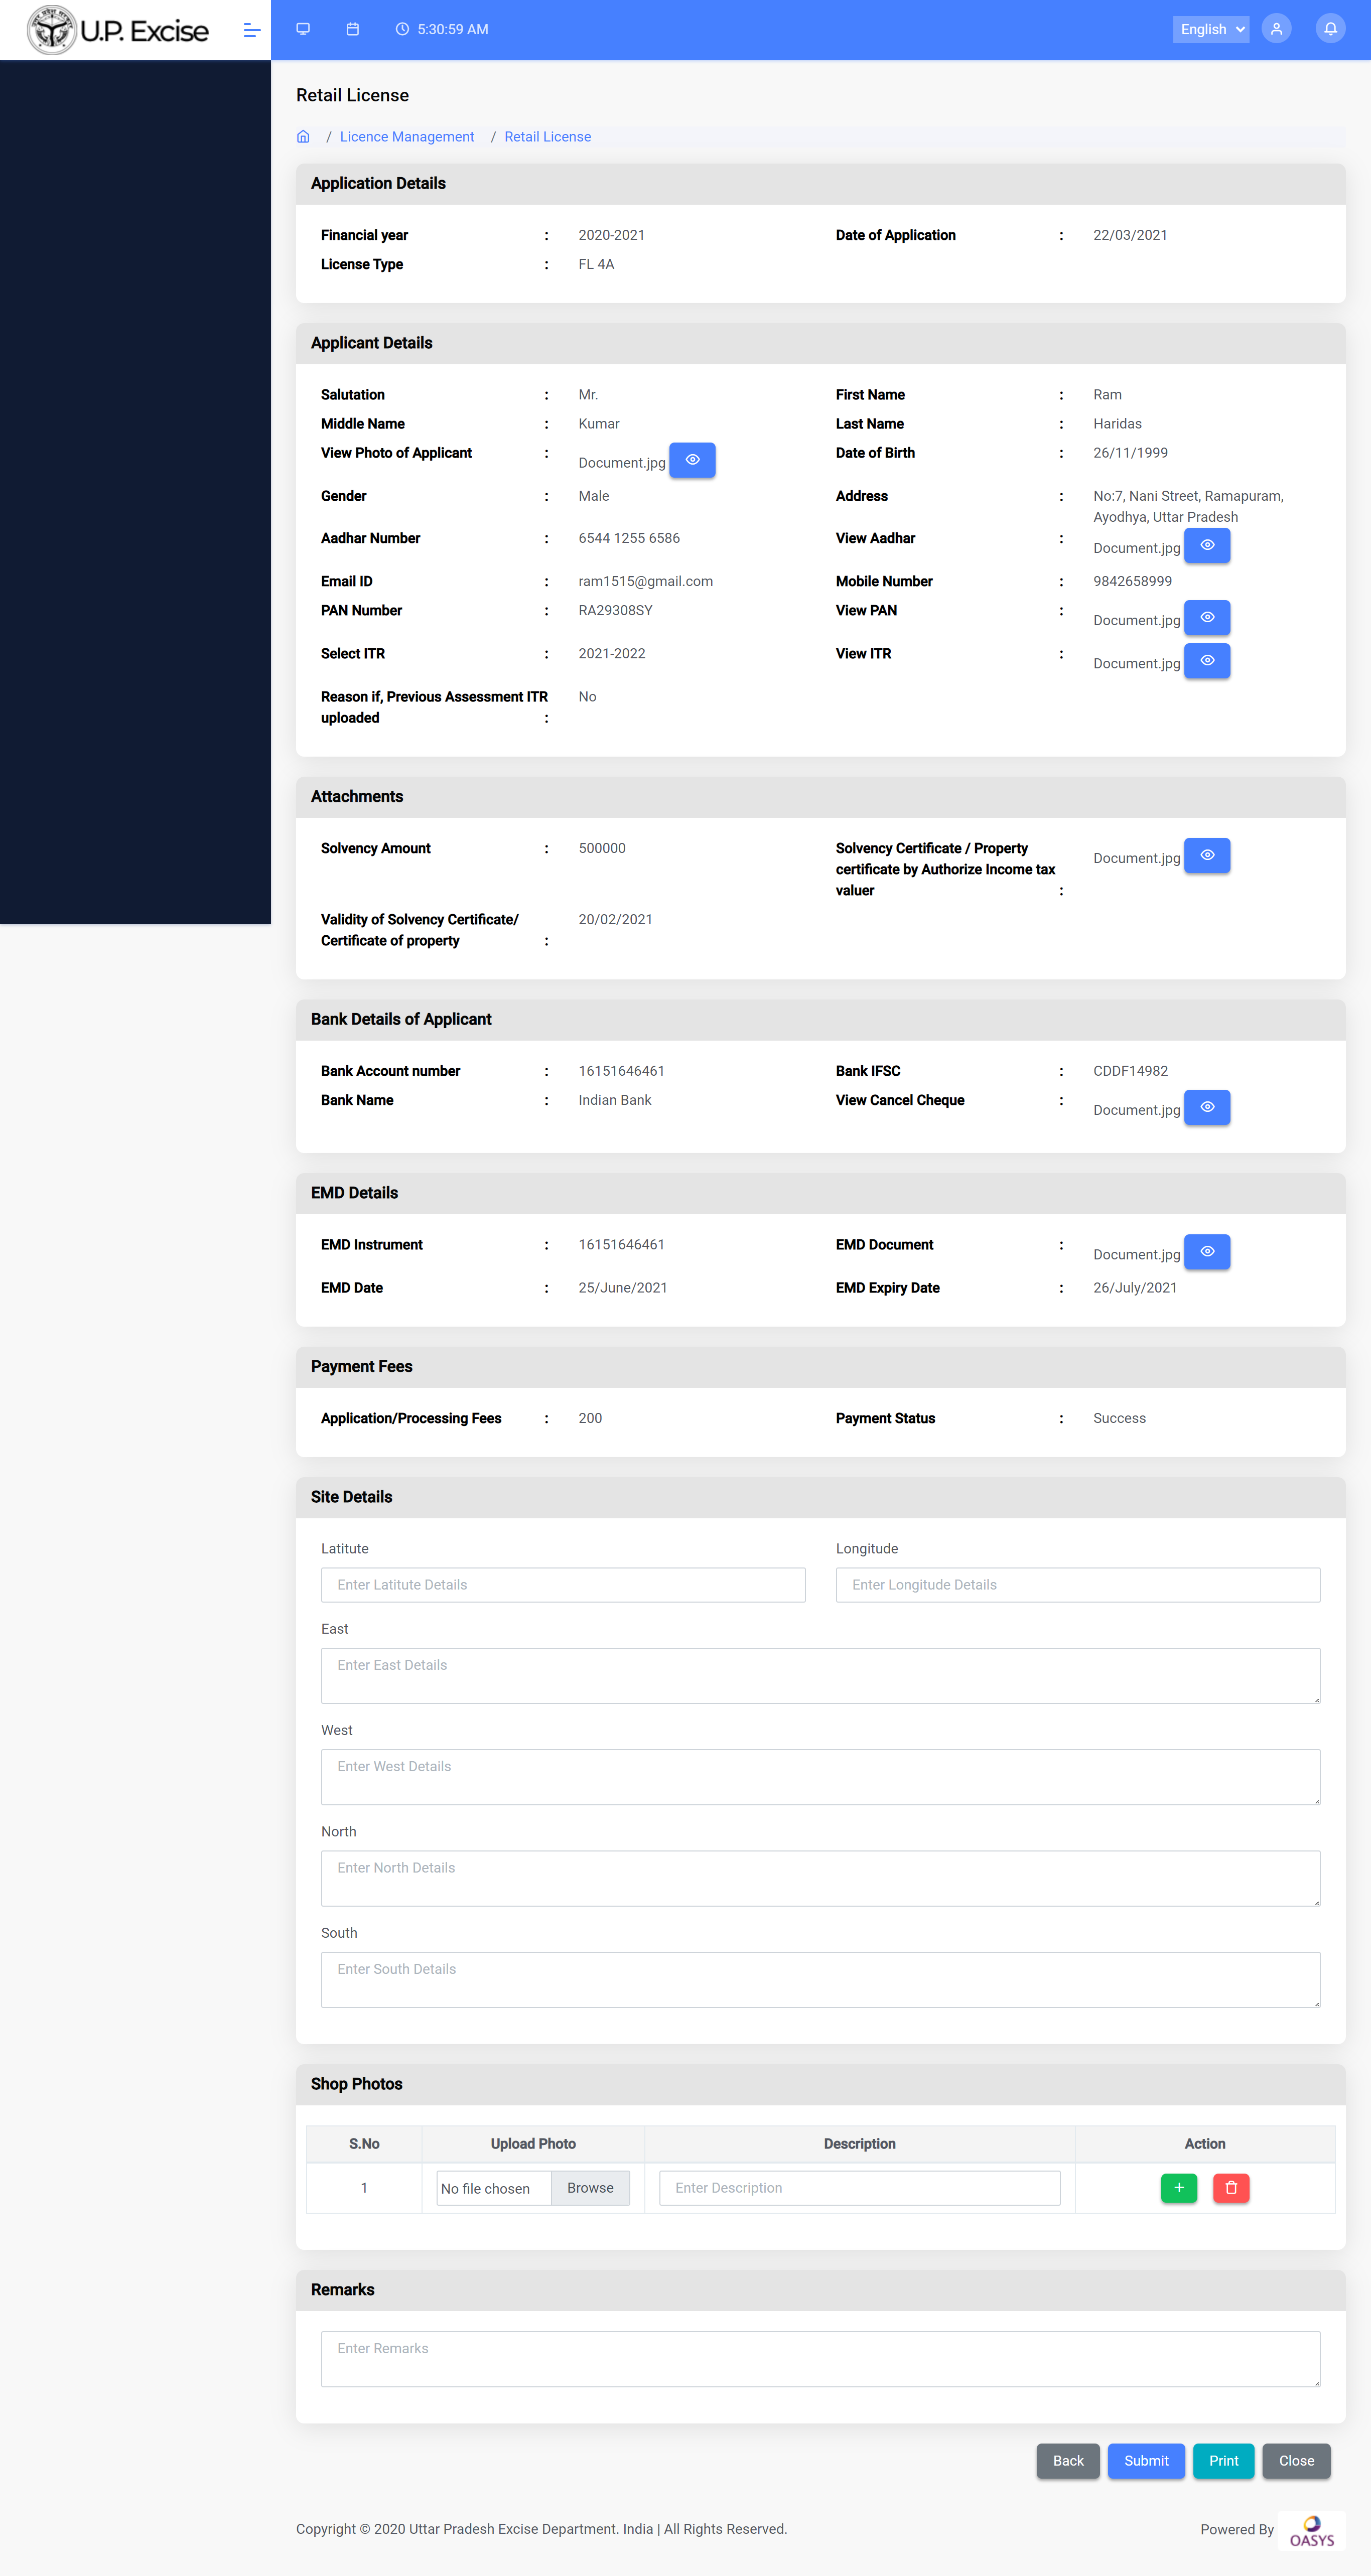 U.P. Excise
5:30:59 AM
English
Retail License
/ Licence Management / Retail License
Application Details
Financial year : 2020-2021 Date of Application : 22/03/2021
License Type : FL 4A
Applicant Details
Salutation : Mr. First Name : Ram
Middle Name : Kumar Last Name : Haridas
View Photo of Applicant : Document.jpg Date of Birth : 26/11/1999
Gender : Male Address : No:7, Nani Street, Ramapuram,
Ayodhya, Uttar Pradesh
Aadhar Number : 6544 1255 6586 View Aadhar : Document.jpg
Email ID : ram1515@gmail.com Mobile Number : 9842658999
PAN Number : RA29308SY View PAN : Document.jpg
Select ITR : 2021-2022 View ITR : Document.jpg
Reason if, Previous Assessment ITR No
uploaded :
Attachments
Solvency Amount : 500000 Solvency Certificate / Property Document.jpg
certificate by Authorize Income tax
valuer :
Validity of Solvency Certificate/ 20/02/2021
Certificate of property :
Bank Details of Applicant
Bank Account number : 16151646461 Bank IFSC : CDDF14982
Bank Name : Indian Bank View Cancel Cheque : Document.jpg
EMD Details
EMD Instrument : 16151646461 EMD Document : Document.jpg
EMD Date : 25/June/2021 EMD Expiry Date : 26/July/2021
Payment Fees
Application/Processing Fees : 200 Payment Status : Success
Site Details
Latitute Longitude
Enter Latitute Details Enter Longitude Details
East
Enter East Details
West
Enter West Details
North
Enter North Details
South
Enter South Details
Shop Photos
S.No Upload Photo Description Action
1 No file chosen Browse Enter Description
Remarks
Enter Remarks
Back Submit Print Close
Copyright © 2020 Uttar Pradesh Excise Department. India | All Rights Reserved. Powered By OASYS